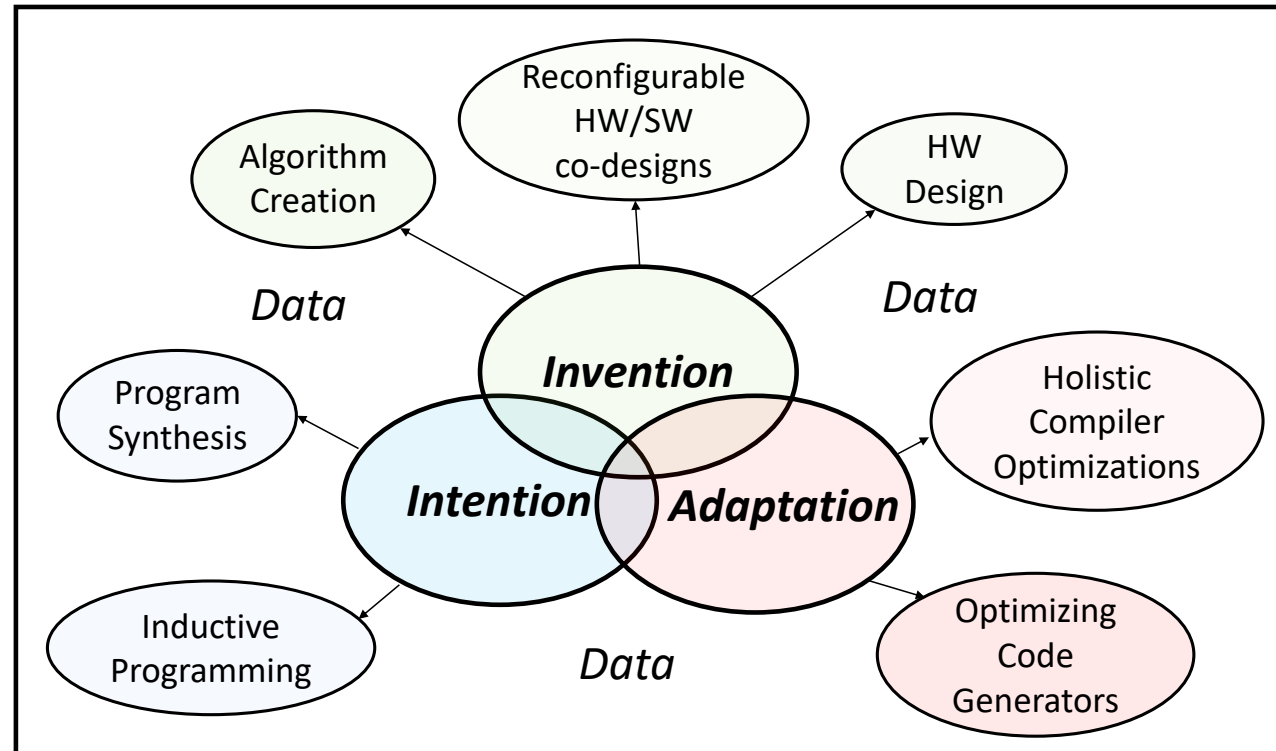 Reconfigurable
HW/SW
co-designs
Algorithm
Creation
HW
Design
Data
Data
Invention
Program
Synthesis
Holistic
Compiler
Optimizations
Intention
Adaptation
Inductive
Programming
Data
Optimizing
Code
Generators